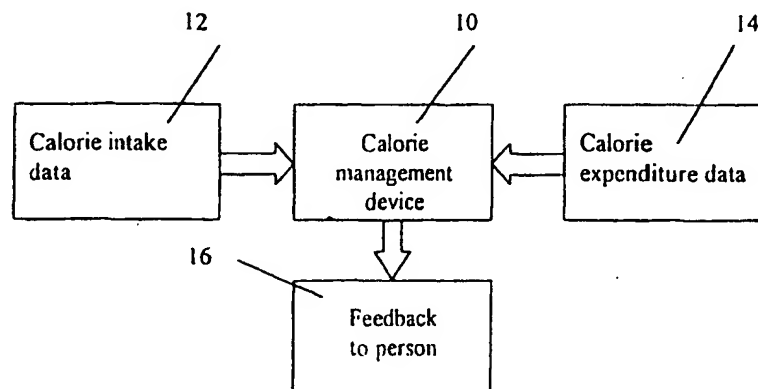 12
10
14
Calorie intake
data
Calorie
management
device
Calorie
expenditure data
16
Feedback
to person